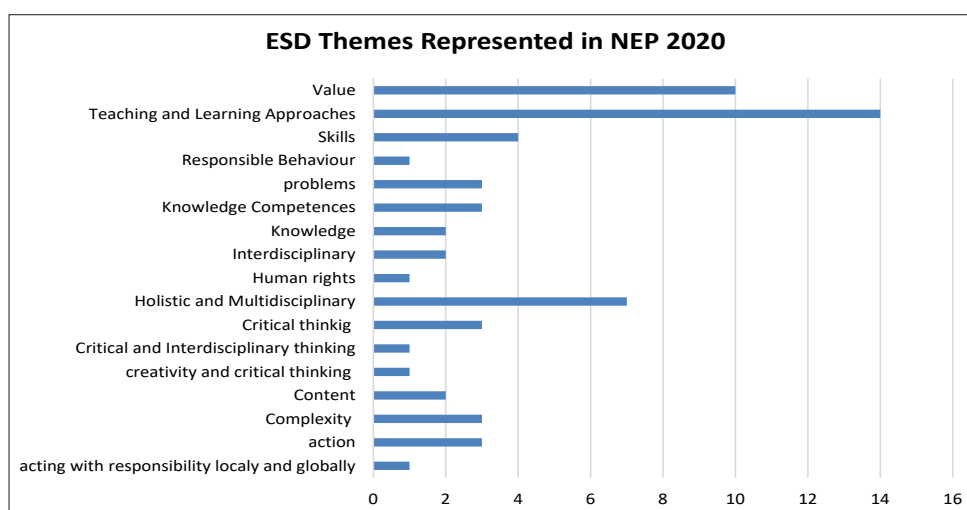 ESD Themes Represented in NEP 2020
Value
Teaching and Learning Approaches
Skills
Responsible Behaviour
problems
Knowledge Competences
Knowledge
Interdisciplinary
Human rights
Holistic and Multidisciplinary
Critical thinkig
Critical and Interdisciplinary thinking
creativity and critical thinking
Content
Complexity
action
acting with responsibility localy and globally
0 2 4 6 8 10 12 14 16